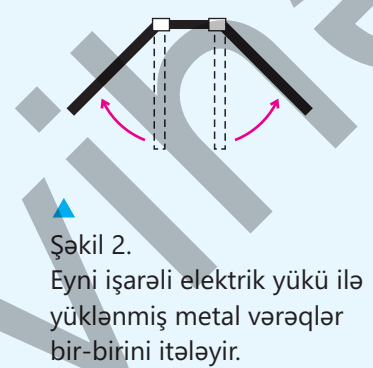 Şəkil 2.
Eyni işarəli elektrik yükü ilə
yüklənmiş metal vərəqlər
bir-birini itələyir.